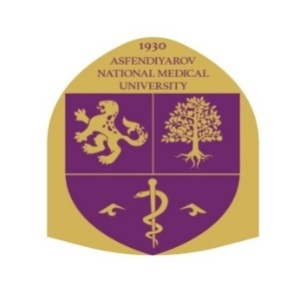 1930
ASFENDIYAROV
NATIONAL MEDICAL
UNIVERSITY